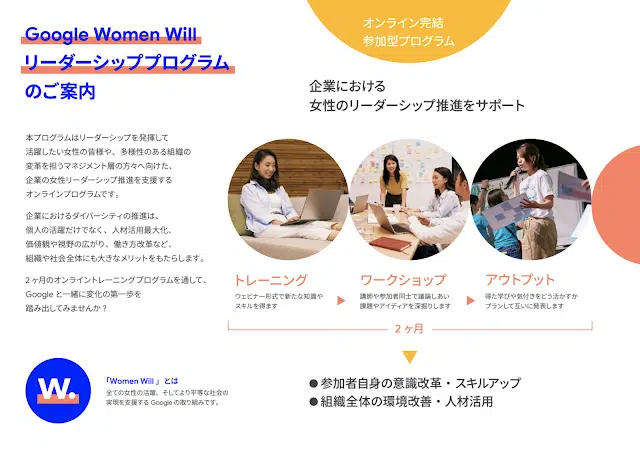 Google Women Will
リーダーシッププログラム
のご案内
本プログラムはリーダーシップを発揮して
活躍したい女性の皆様や、多様性のある組織の
変革を担うマネジメント層の方々へ向けた、
企業の女性リーダーシップ推進を支援する
オンラインプログラムです。
企業におけるダイバーシティの推進は、
個人の活躍だけでなく、人材活用最大化、
価値観や視野の広がり、働き方改革など、
組織や社会全体にも大きなメリットをもたらします。
2 ヶ月のオンライントレーニングプログラムを通して、
Google と一緒に変化の第一歩を
踏み出してみませんか？
W.
「Women Will 」とは
全ての女性の活躍、そしてより平等な社会の
実現を支援する Google の取り組みです。
オンライン完結
参加型プログラム
企業における
女性のリーダーシップ推進をサポート
トレーニング
ウェビナー形式で新たな知識や
スキルを得ます
ワークショップ
講師や参加者同士で議論しあい
課題やアイディアを深掘りします
アウトプット
得た学びや気付きをどう活かすか
プランして互いに発表します
2 ヶ月
● 参加者自身の意識改革・スキルアップ
● 組織全体の環境改善・人材活用